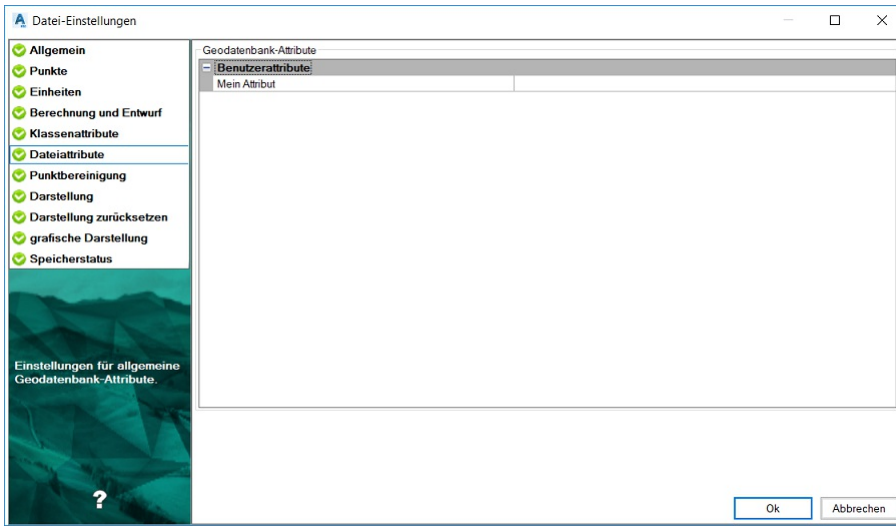 Datei-Einstellungen
Allgemein
Punkte
Einheiten
Berechnung und Entwurf
Klassenattribute
Dateiattribute
Punktbereinigung
Darstellung
Darstellung zurücksetzen
grafische Darstellung
Speicherstatus
Einstellungen für allgemeine
Geodatenbank-Attribute.
?
Geodatenbank-Attribute
Benutzerattribute
Mein Attribut
Ok
Abbrechen